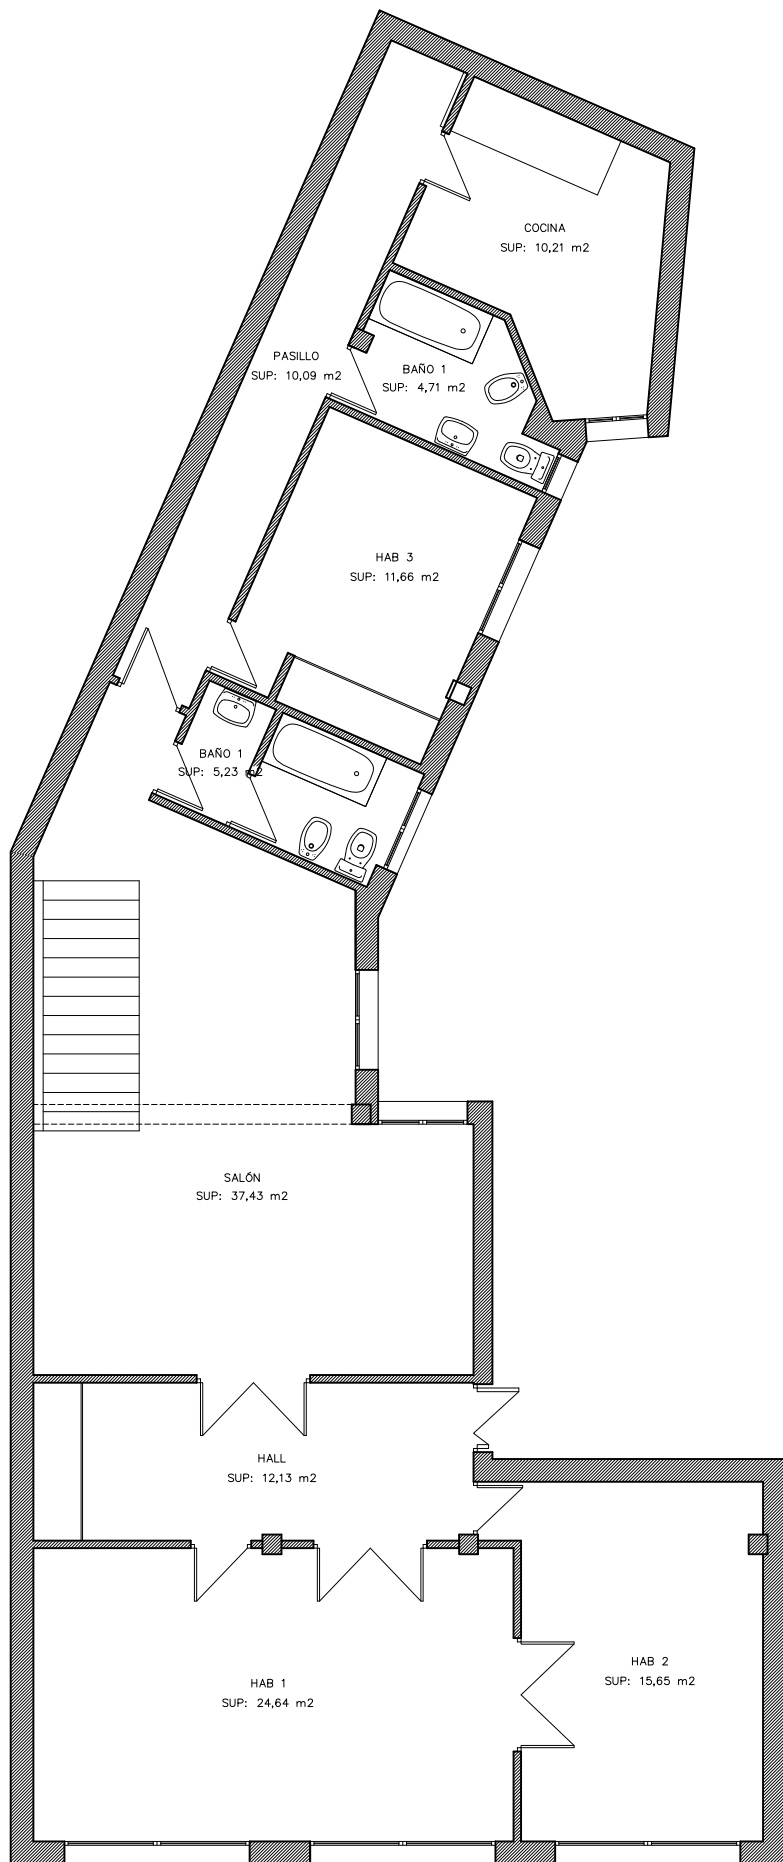 COCINA
SUP: 10,21 m2
PASILLO
SUP: 10,09 m2
BAÑO 1
SUP: 4,71 m2
HAB 3
SUP: 11,66 m2
BAÑO 1
SUP: 5,23 m2
SALÓN
SUP: 37,43 m2
HALL
SUP: 12,13 m2
HAB 2
SUP: 15,65 m2
HAB 1
SUP: 24,64 m2